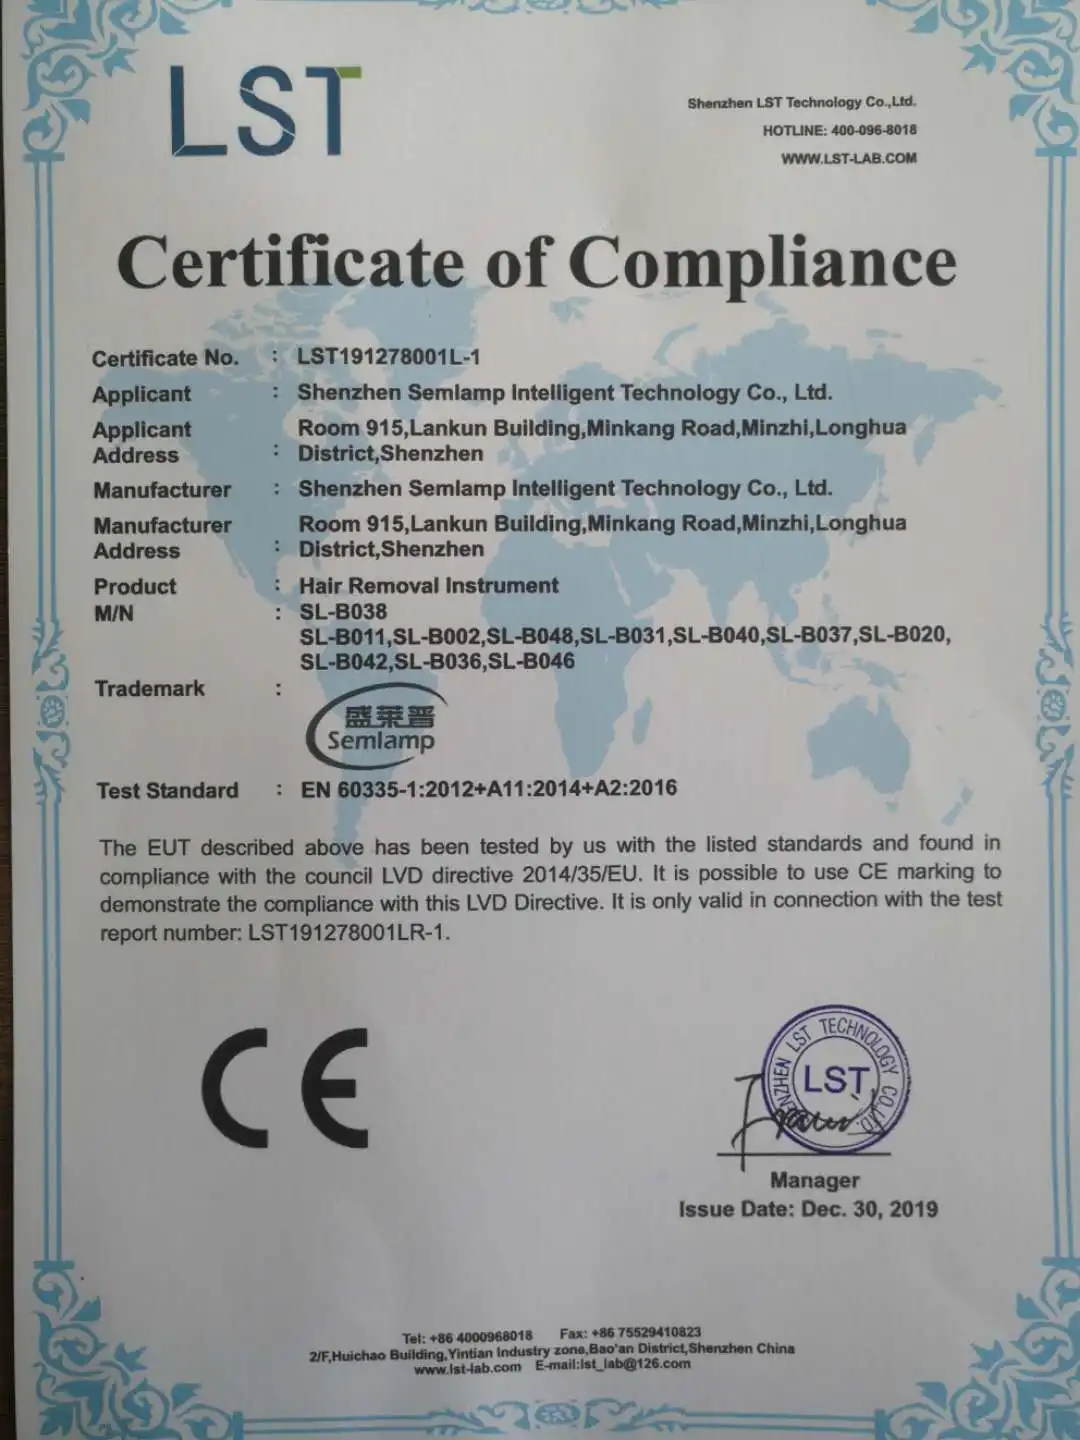 LST
Shenzhen LST Technology Co.,Ltd.
HOTLINE: 400-096-8018
WWW.LST-LAB.COM
Certificate of Compliance
Certificate No. : LST191278001L-1
Applicant : Shenzhen Semlamp Intelligent Technology Co., Ltd.
Applicant Room 915,Lankun Building,Minkang Road,Minzhi,Longhua
Address : District,Shenzhen
Manufacturer : Shenzhen Semlamp Intelligent Technology Co., Ltd.
Manufacturer Room 915,Lankun Building,Minkang Road,Minzhi,Longhua
Address : District,Shenzhen
Product : Hair Removal Instrument
M/N : SL-B038
SL-B011,SL-B002,SL-B048,SL-B031,SL-B040,SL-B037,SL-B020,
SL-B042,SL-B036,SL-B046
Trademark :
盛莱普
Semlamp
Test Standard : EN 60335-1:2012+A11:2014+A2:2016
The EUT described above has been tested by us with the listed standards and found in
compliance with the council LVD directive 2014/35/EU. It is possible to use CE marking to
demonstrate the compliance with this LVD Directive. It is only valid in connection with the test
report number: LST191278001LR-1.
CE
SHENZHEN LST TECHNOLOGY CO.,LTD.
LST
Manager
Issue Date: Dec. 30, 2019
Tel: +86 4000968018 Fax: +86 75529410823
2/F,Huichao Building,Yintian Industry zone,Bao'an District,Shenzhen China
www.lst-lab.com E-mail:lst_lab@126.com